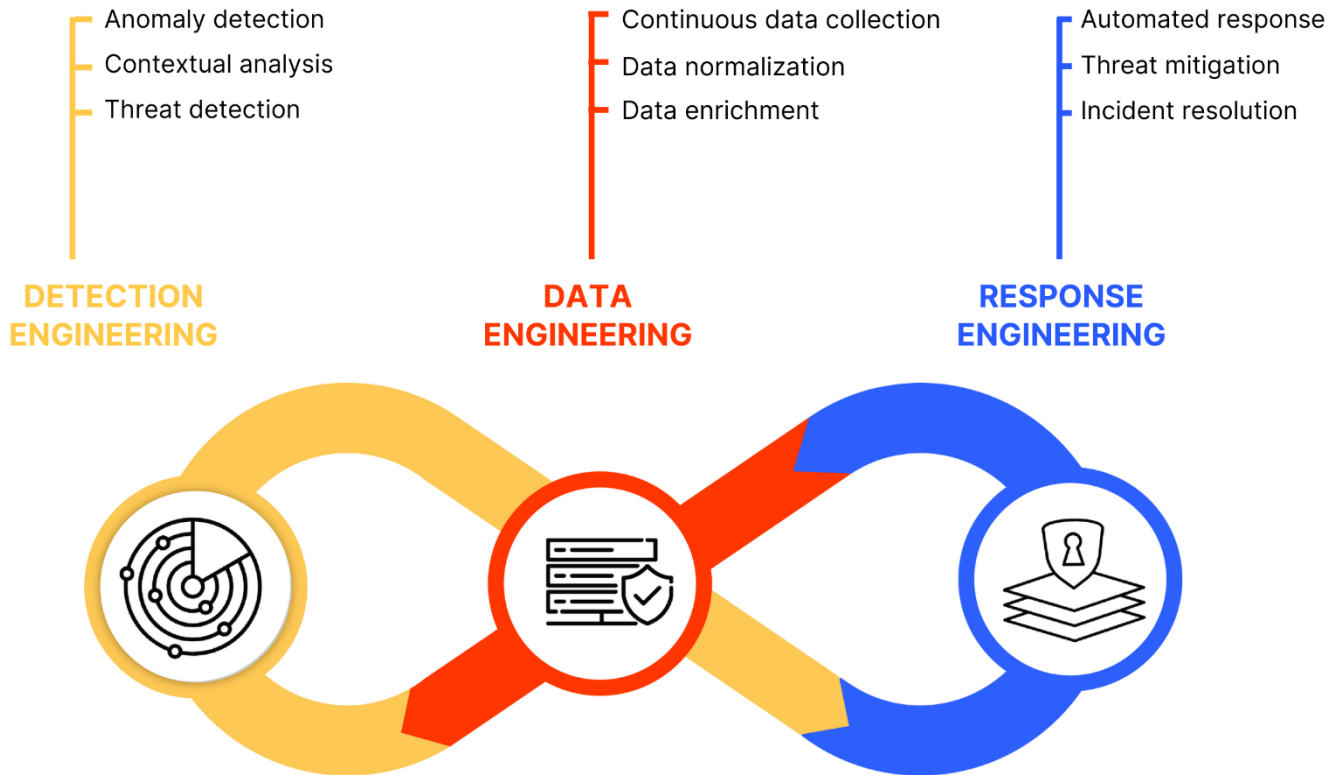 Anomaly detection
Contextual analysis
Threat detection
DETECTION
ENGINEERING
Continuous data collection
Data normalization
Data enrichment
DATA
ENGINEERING
Automated response
Threat mitigation
Incident resolution
RESPONSE
ENGINEERING